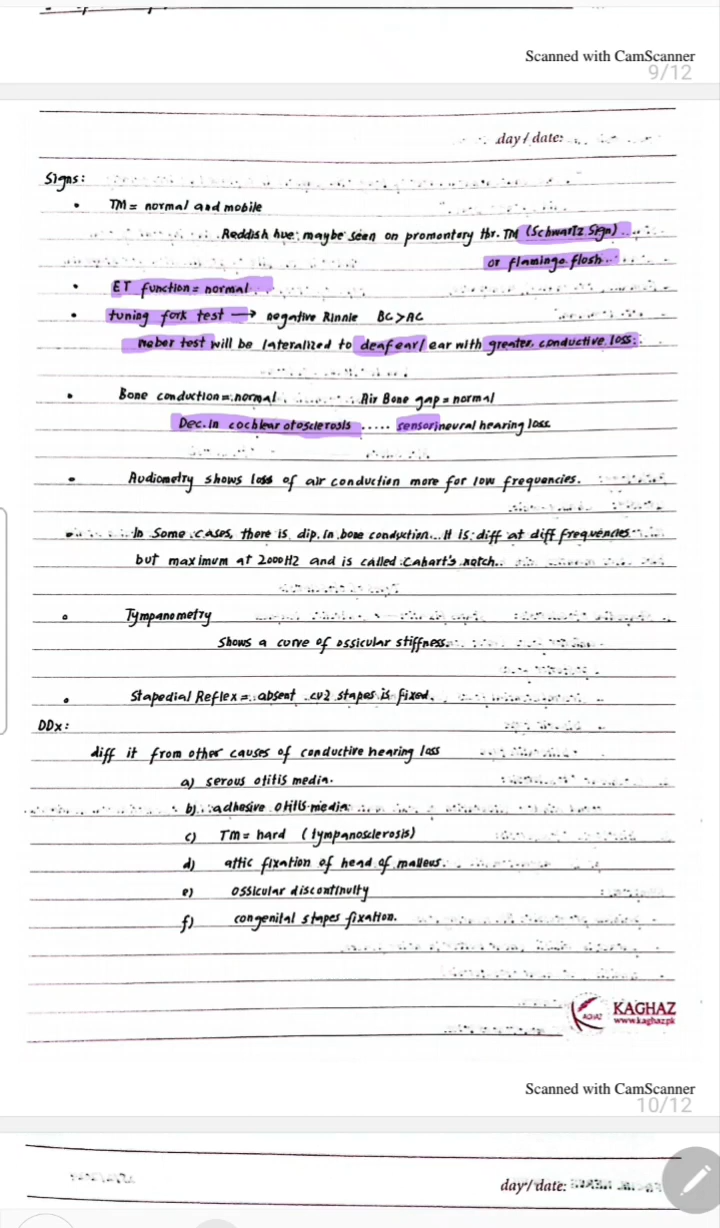 Scanned with CamScanner
9/12
day / date:
Signs:
• TM = normal and mobile
Reddish hue maybe seen on promontory thr. TM (Schwartz Sign)
or flamingo flosh
• ET function = normal
• tuning fork test → negative Rinnie BC>AC
weber test will be lateralized to deaf ear/ ear with greater conductive loss.
• Bone conduction = normal Air Bone gap = normal
Dec. in cochlear otosclerosis ..... sensorineural hearing loss
• Audiometry shows loss of air conduction more for low frequencies.
• In some cases, there is dip in bone conduction... It is diff at diff frequencies
but maximum at 2000Hz and is called Cahart's notch..
• Tympanometry
shows a curve of ossicular stiffness.
• Stapedial Reflex = absent cuz stapes is fixed.
DDx:
diff it from other causes of conductive hearing loss
a) serous otitis media.
b) adhesive otitis media
c) TM = hard (tympanosclerosis)
d) attic fixation of head of malleus.
e) ossicular discontinuity
f) congenital stapes fixation.
KAGHAZ
www.kaghaz.pk
Scanned with CamScanner
10/12
day / date: